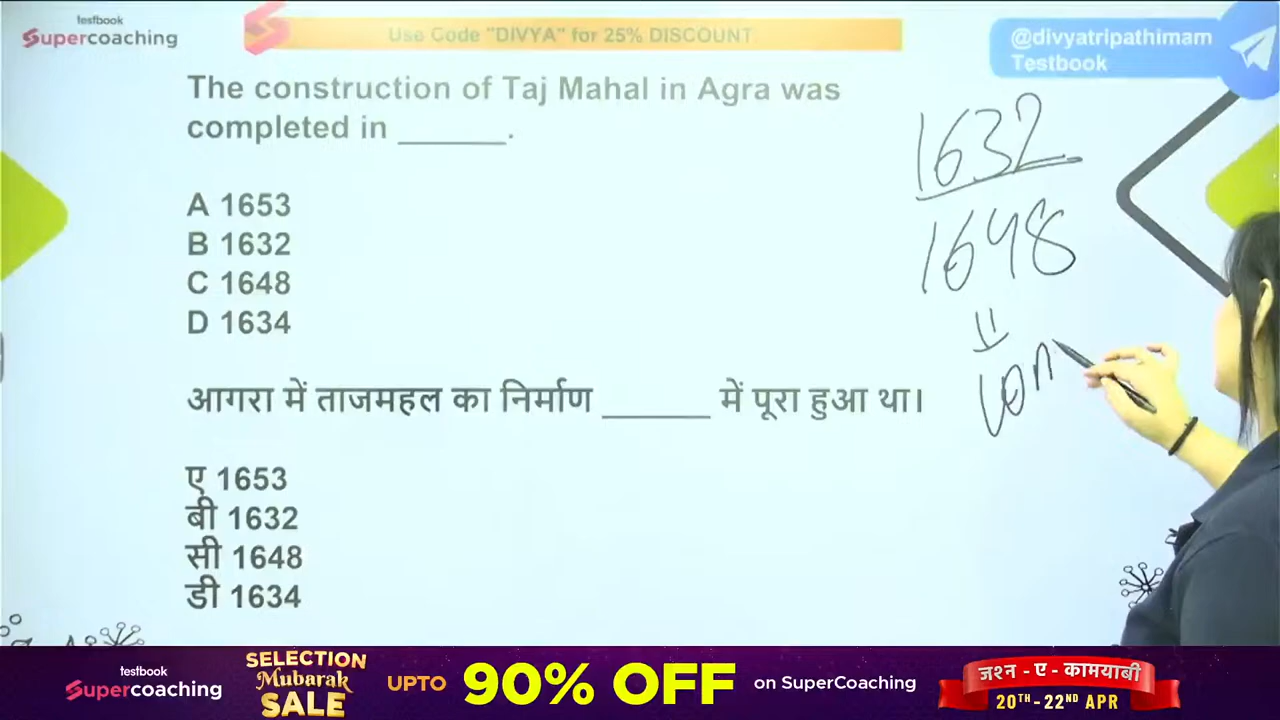 testbook
Supercoaching
Use Code "DIVYA" for 25% DISCOUNT
@divyatripathimam
Testbook
The construction of Taj Mahal in Agra was
completed in ______.
A 1653
B 1632
C 1648
D 1634
1632
1648
आगरा में ताजमहल का निर्माण ______ में पूरा हुआ था।
ए 1653
बी 1632
सी 1648
डी 1634
testbook
Supercoaching
SELECTION
Mubarak
SALE
UPTO 90% OFF on SuperCoaching
जश्न - ए - कामयाबी
20TH - 22ND APR